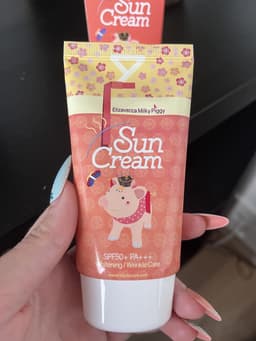 Sun
Cream
Elizavecca Milky Piggy
Sun
Cream
SPF50+ PA+++
Whitening / Wrinkle Care